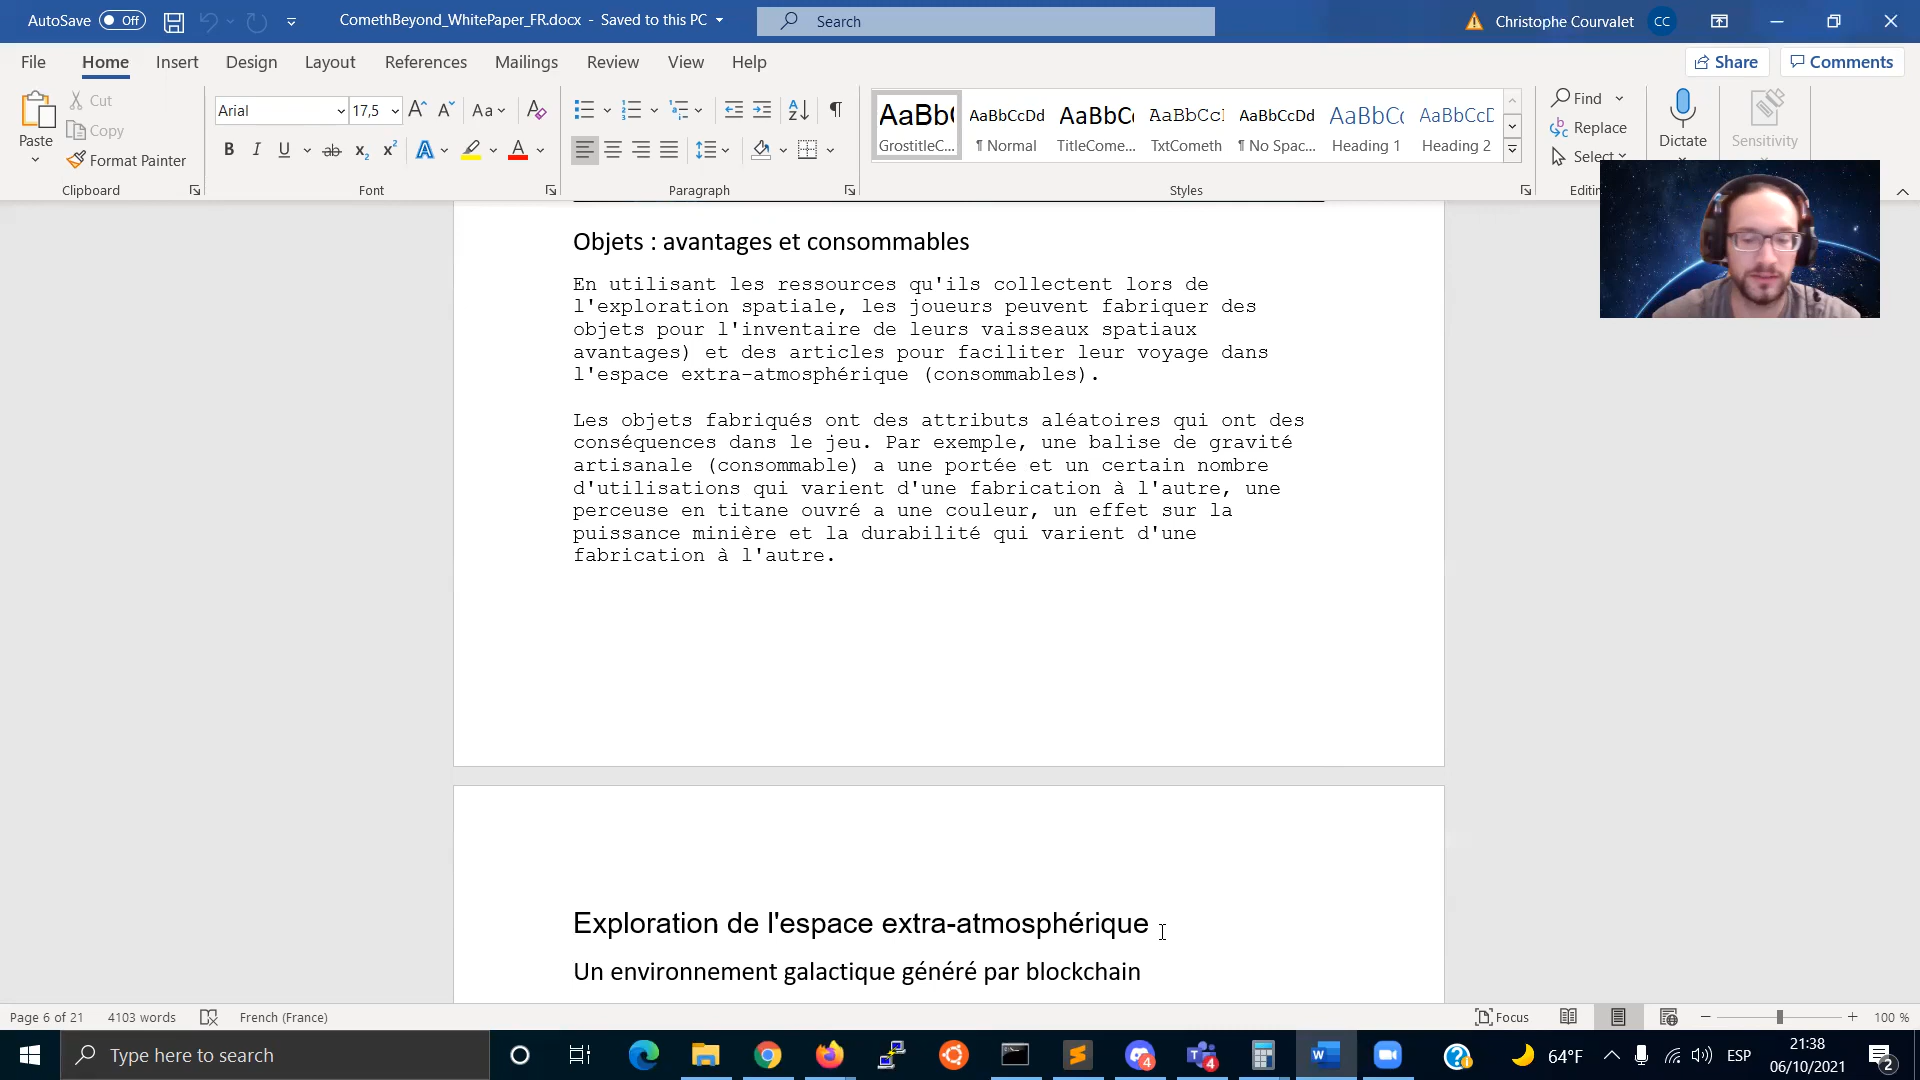 AutoSave Off ComethBeyond_WhitePaper_FR.docx - Saved to this PC Search Christophe Courvalet CC
File Home Insert Design Layout References Mailings Review View Help Share Comments
Paste Cut Copy Format Painter Clipboard
Arial 17,5 Aa B I U ab x2 x2 A A Font
Paragraph
AaBb( AaBbCcDd AaBbC( AaBbCcI AaBbCcDd AaBbC( AaBbCcD
GrostitleC... ¶ Normal TitleCome... TxtCometh ¶ No Spac... Heading 1 Heading 2
Styles
Find Replace Select Editin
Dictate Sensitivity
Objets : avantages et consommables
En utilisant les ressources qu'ils collectent lors de
l'exploration spatiale, les joueurs peuvent fabriquer des
objets pour l'inventaire de leurs vaisseaux spatiaux
avantages) et des articles pour faciliter leur voyage dans
l'espace extra-atmosphérique (consommables).
Les objets fabriqués ont des attributs aléatoires qui ont des
conséquences dans le jeu. Par exemple, une balise de gravité
artisanale (consommable) a une portée et un certain nombre
d'utilisations qui varient d'une fabrication à l'autre, une
perceuse en titane ouvré a une couleur, un effet sur la
puissance minière et la durabilité qui varient d'une
fabrication à l'autre.
Exploration de l'espace extra-atmosphérique
Un environnement galactique généré par blockchain
Page 6 of 21 4103 words French (France) Focus 100 %
Type here to search 4 4 64°F ESP 21:38
06/10/2021 2